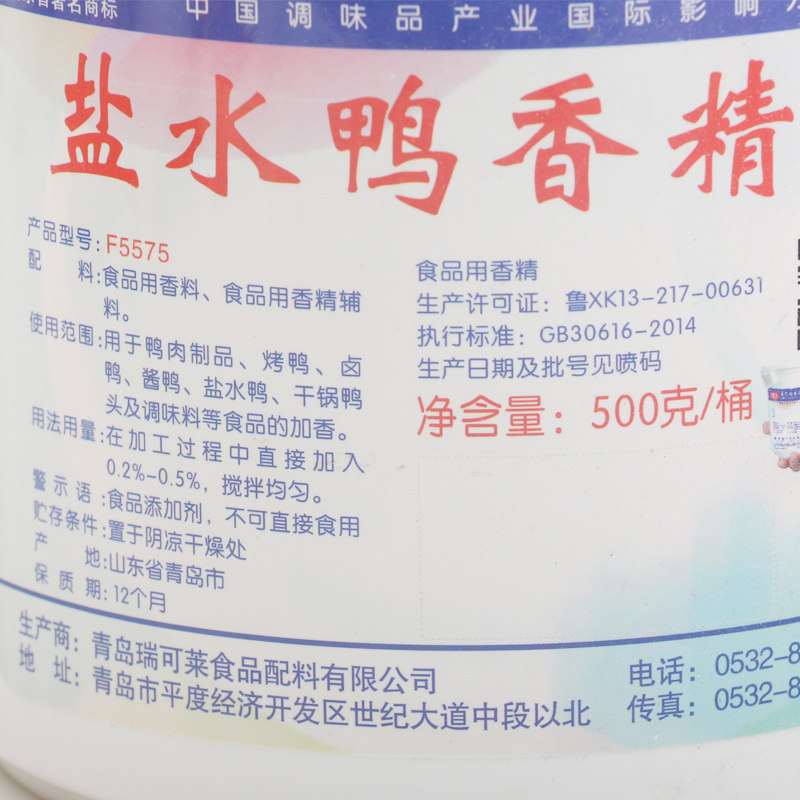 著名商标
中国调味品产业国际影响力
盐水鸭香精
产品型号：F5575
配料：食品用香料、食品用香精辅
料。
使用范围：用于鸭肉制品、烤鸭、卤
鸭、酱鸭、盐水鸭、干锅鸭
头及调味料等食品的加香。
用法用量：在加工过程中直接加入
0.2%-0.5%，搅拌均匀。
警示语：食品添加剂，不可直接食用
贮存条件：置于阴凉干燥处
产地：山东省青岛市
保质期：12个月
食品用香精
生产许可证：鲁XK13-217-00631
执行标准：GB30616-2014
生产日期及批号见喷码
净含量：500克/桶
生产商：青岛瑞可莱食品配料有限公司
地址：青岛市平度经济开发区世纪大道中段以北
电话：0532-8
传真：0532-8